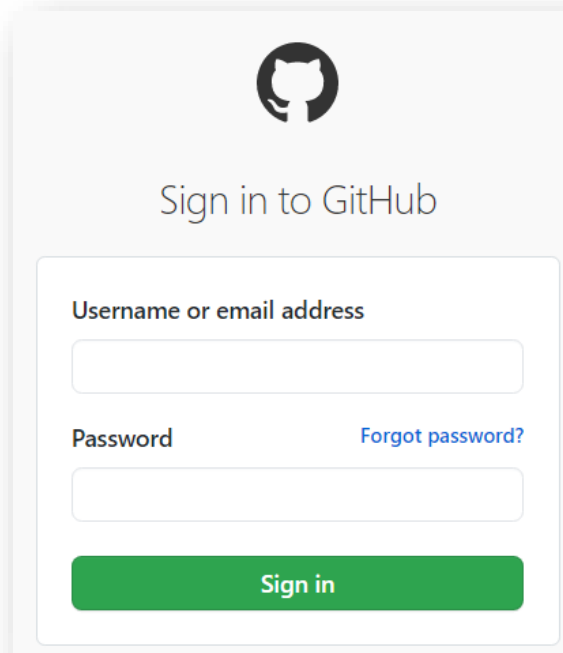 Sign in to GitHub
Username or email address
Password Forgot password?
Sign in